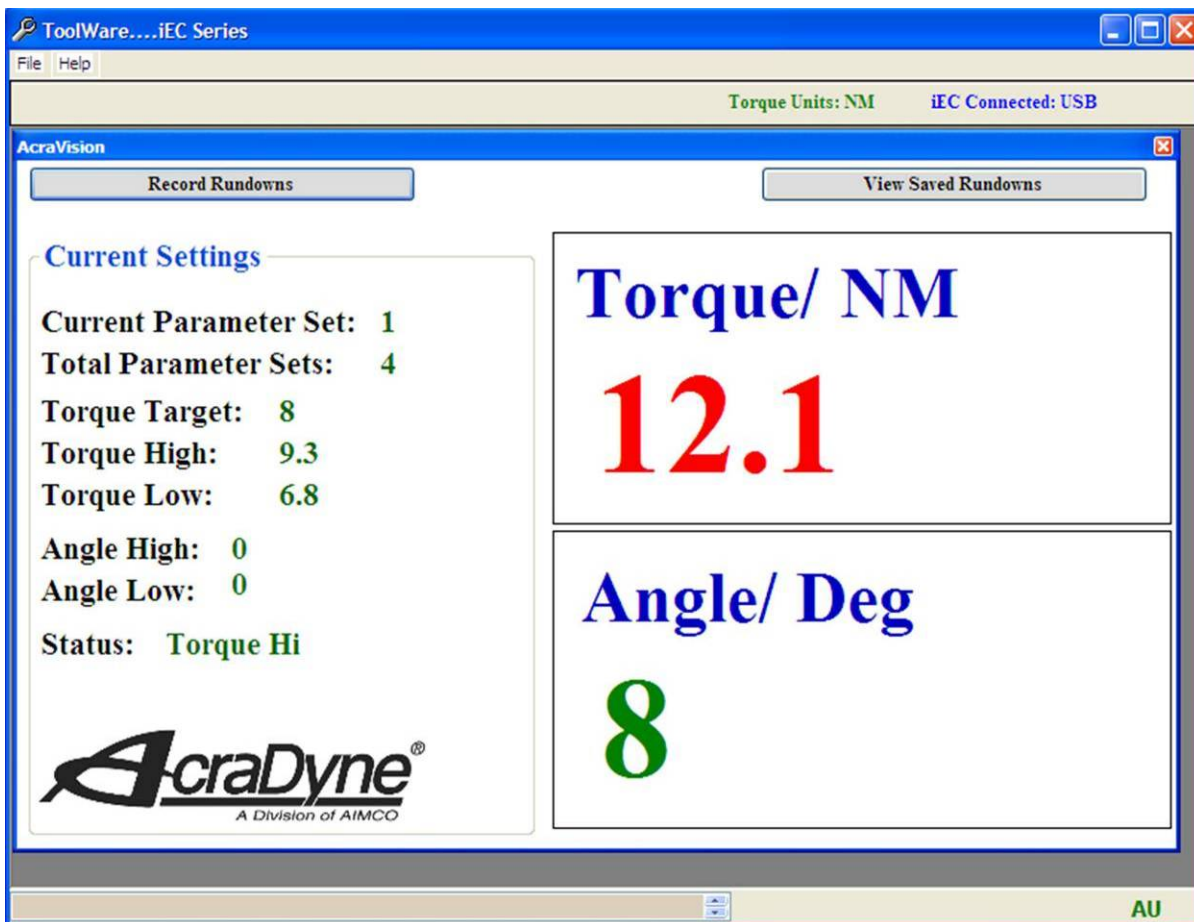 ToolWare....iEC Series
File Help
Torque Units: NM iEC Connected: USB
AcraVision
Record Rundowns View Saved Rundowns
Current Settings
Current Parameter Set: 1
Total Parameter Sets: 4
Torque Target: 8
Torque High: 9.3
Torque Low: 6.8
Angle High: 0
Angle Low: 0
Status: Torque Hi
AcraDyne®
A Division of AIMCO
Torque/ NM
12.1
Angle/ Deg
8
AU